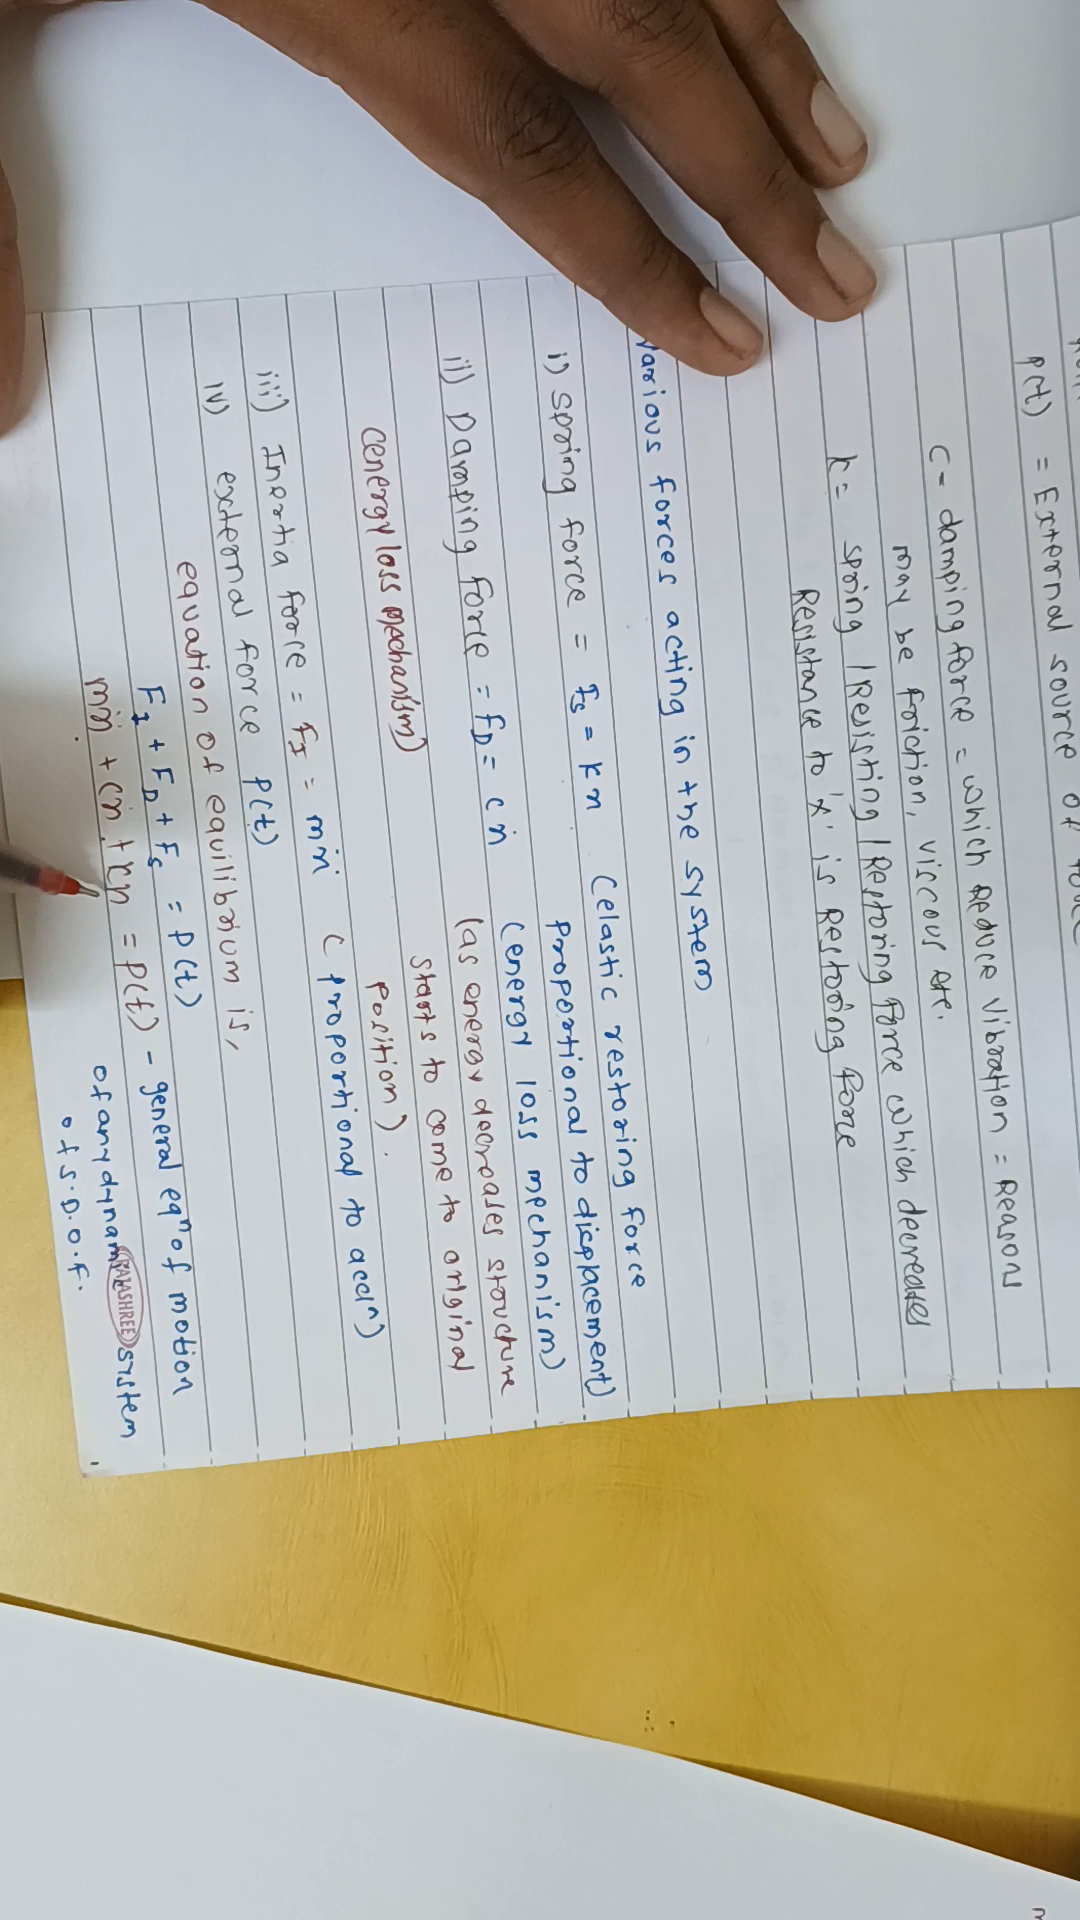 P(t) = External source of
c - damping force = which Reduce vibration = Reason
may be friction, viscous etc.
k = spring / Resisting / Restoring force which decreases
Resistance to 'x' is Restoring force
various forces acting in the system
i) spring force = fs = kx (elastic restoring force
proportional to displacement)
ii) Damping force = fD = cẋ (energy loss mechanism)
(energy loss mechanism) (as energy decreases structure
starts to come to original
position).
iii) Inertia force = fI = mẍ ( proportional to accln)
iv) external force P(t)
equation of equilibrium is,
FI + FD + Fs = P(t)
mẍ + cẋ + kx = P(t) - general eqn of motion
of any dynamic system
of S.D.O.F.
RAJASHREE